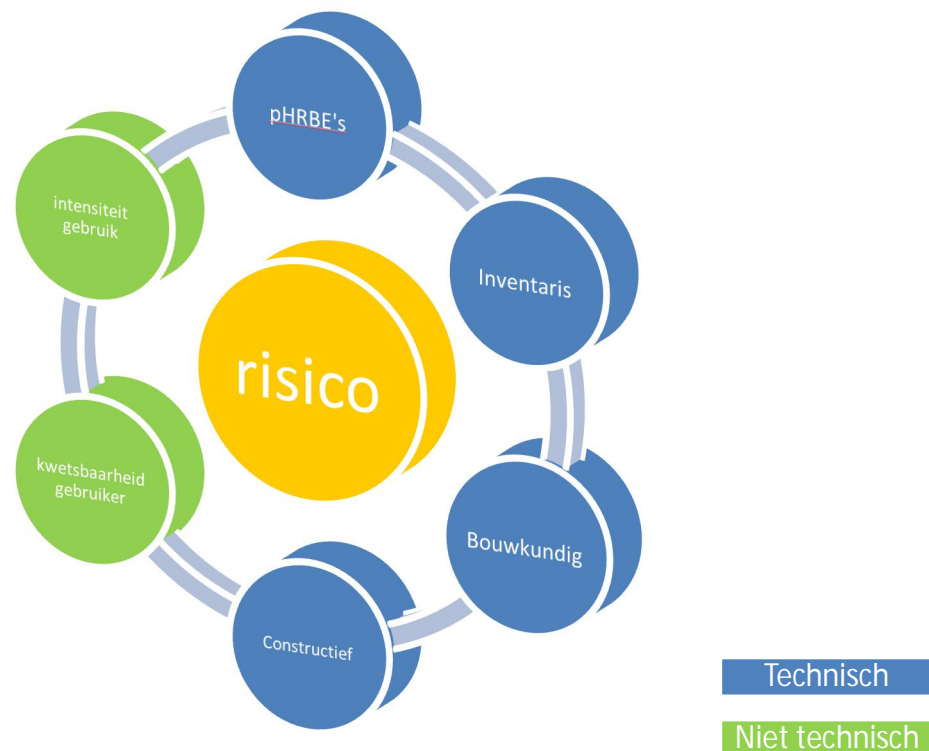 pHRBE's
Inventaris
Bouwkundig
Constructief
kwetsbaarheid
gebruiker
intensiteit
gebruik
risico
Technisch
Niet technisch